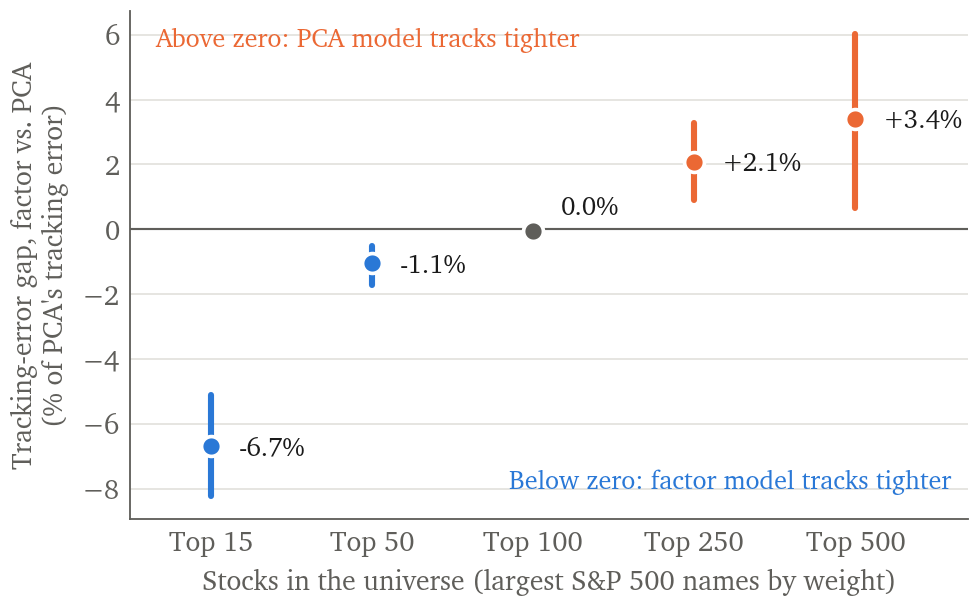 Tracking-error gap, factor vs. PCA
(% of PCA's tracking error)
6
4
2
0
−2
−4
−6
−8
Above zero: PCA model tracks tighter
+3.4%
+2.1%
0.0%
-1.1%
-6.7%
Below zero: factor model tracks tighter
Top 15
Top 50
Top 100
Top 250
Top 500
Stocks in the universe (largest S&P 500 names by weight)